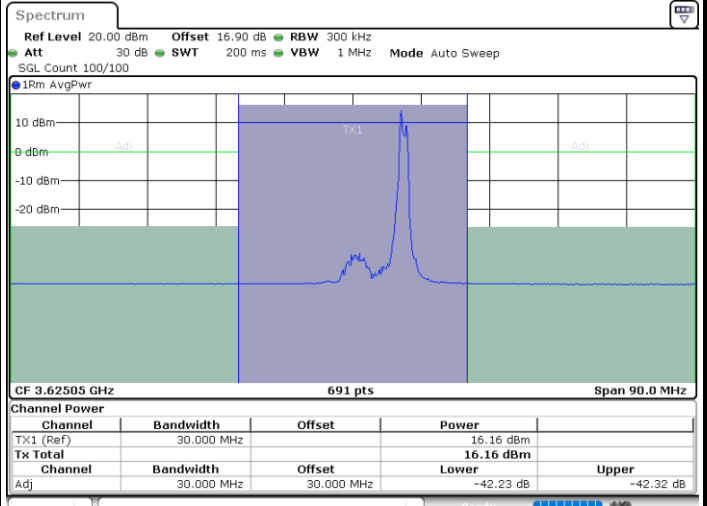 Spectrum
Ref Level 20.00 dBm Offset 16.90 dB RBW 300 kHz
Att 30 dB SWT 200 ms VBW 1 MHz Mode Auto Sweep
SGL Count 100/100
1Rm AvgPwr
10 dBm
TX1
Adj Adj
0 dBm
-10 dBm
-20 dBm
CF 3.62505 GHz 691 pts Span 90.0 MHz
Channel Power
Channel Bandwidth Offset Power
TX1 (Ref) 30.000 MHz 16.16 dBm
Tx Total 16.16 dBm
Channel Bandwidth Offset Lower Upper
Adj 30.000 MHz 30.000 MHz -42.23 dB -42.32 dB